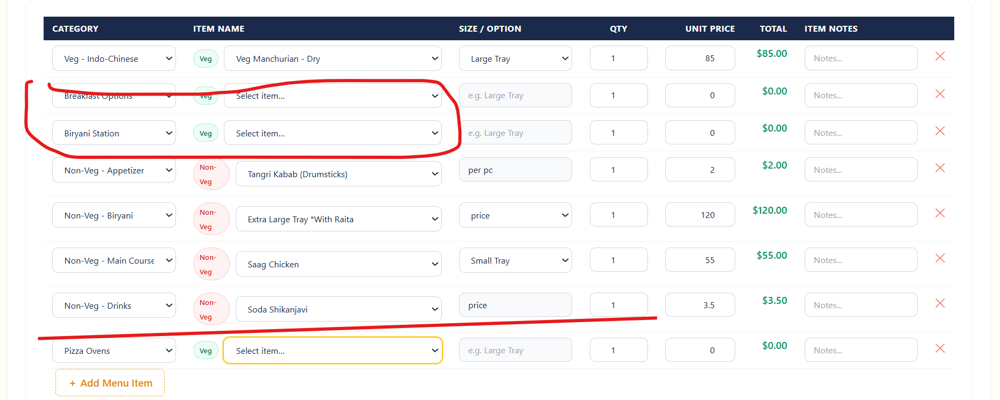 CATEGORY ITEM NAME SIZE / OPTION QTY UNIT PRICE TOTAL ITEM NOTES
Veg - Indo-Chinese Veg Veg Manchurian - Dry Large Tray 1 85 $85.00 Notes...
Breakfast Options Veg Select item... e.g. Large Tray 1 0 $0.00 Notes...
Biryani Station Veg Select item... e.g. Large Tray 1 0 $0.00 Notes...
Non-Veg - Appetizer Non-Veg Tangri Kabab (Drumsticks) per pc 1 2 $2.00 Notes...
Non-Veg - Biryani Non-Veg Extra Large Tray *With Raita price 1 120 $120.00 Notes...
Non-Veg - Main Course Non-Veg Saag Chicken Small Tray 1 55 $55.00 Notes...
Non-Veg - Drinks Non-Veg Soda Shikanjavi price 1 3.5 $3.50 Notes...
Pizza Ovens Veg Select item... e.g. Large Tray 1 0 $0.00 Notes...
+ Add Menu Item